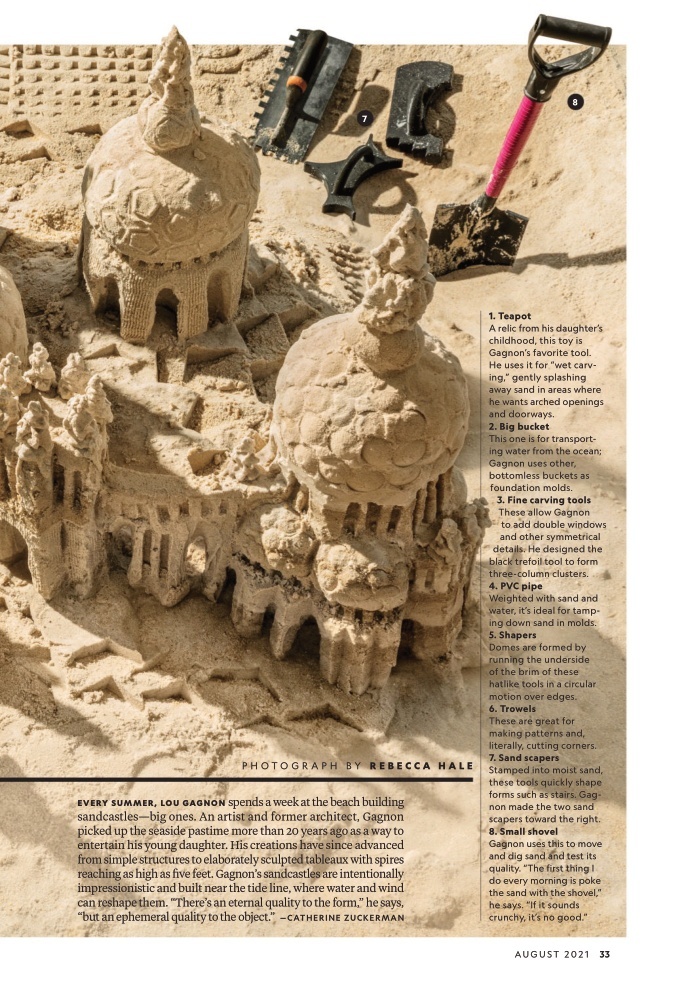 7
8
1. Teapot
A relic from his daughter's
childhood, this toy is
Gagnon's favorite tool.
He uses it for "wet carv-
ing," gently splashing
away sand in areas where
he wants arched openings
and doorways.
2. Big bucket
This one is for transport-
ing water from the ocean;
Gagnon uses other,
bottomless buckets as
foundation molds.
3. Fine carving tools
These allow Gagnon
to add double windows
and other symmetrical
details. He designed the
black trefoil tool to form
three-column clusters.
4. PVC pipe
Weighted with sand and
water, it's ideal for tamp-
ing down sand in molds.
5. Shapers
Domes are formed by
running the underside
of the brim of these
hatlike tools in a circular
motion over edges.
6. Trowels
These are great for
making patterns and,
literally, cutting corners.
7. Sand scapers
Stamped into moist sand,
these tools quickly shape
forms such as stairs. Gag-
non made the two sand
scapers toward the right.
8. Small shovel
Gagnon uses this to move
and dig sand and test its
quality. "The first thing I
do every morning is poke
the sand with the shovel,"
he says. "If it sounds
crunchy, it's no good."
PHOTOGRAPH BY REBECCA HALE
EVERY SUMMER, LOU GAGNON spends a week at the beach building
sandcastles—big ones. An artist and former architect, Gagnon
picked up the seaside pastime more than 20 years ago as a way to
entertain his young daughter. His creations have since advanced
from simple structures to elaborately sculpted tableaux with spires
reaching as high as five feet. Gagnon's sandcastles are intentionally
impressionistic and built near the tide line, where water and wind
can reshape them. "There's an eternal quality to the form," he says,
"but an ephemeral quality to the object." —CATHERINE ZUCKERMAN
AUGUST 2021 33